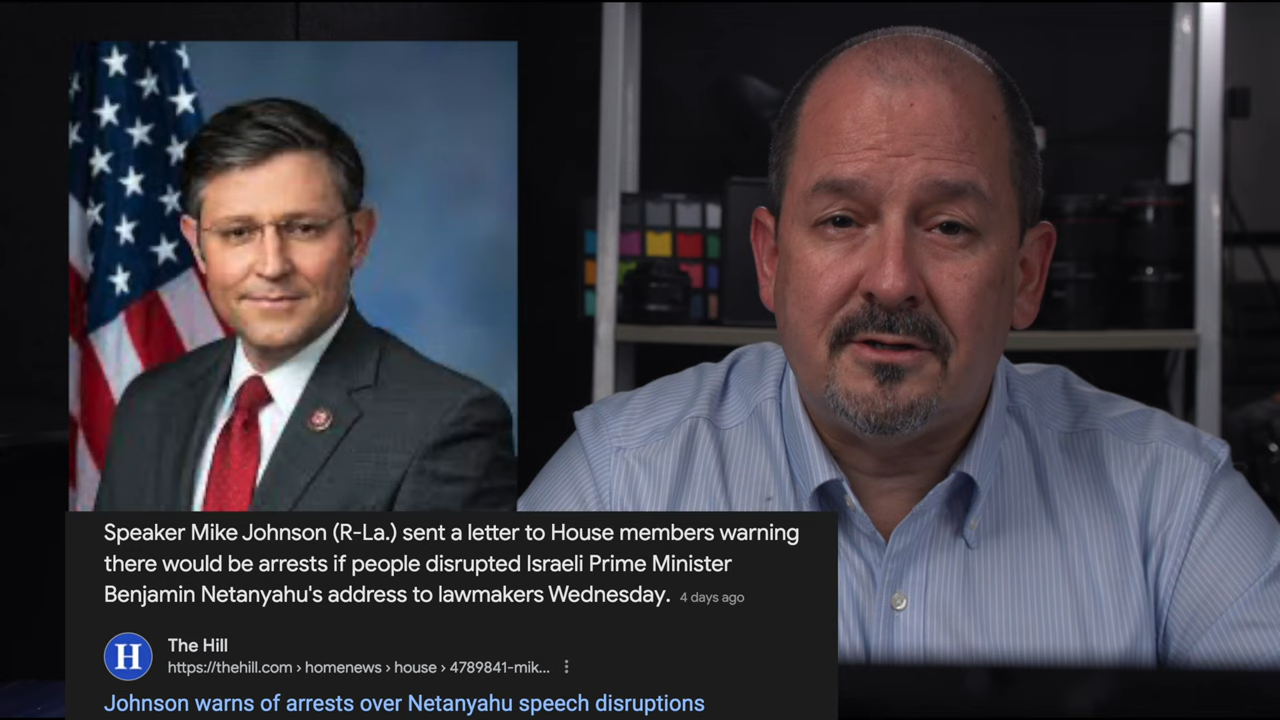 Speaker Mike Johnson (R-La.) sent a letter to House members warning
there would be arrests if people disrupted Israeli Prime Minister
Benjamin Netanyahu's address to lawmakers Wednesday. 4 days ago
H
The Hill
https://thehill.com › homenews › house › 4789841-mik...
Johnson warns of arrests over Netanyahu speech disruptions